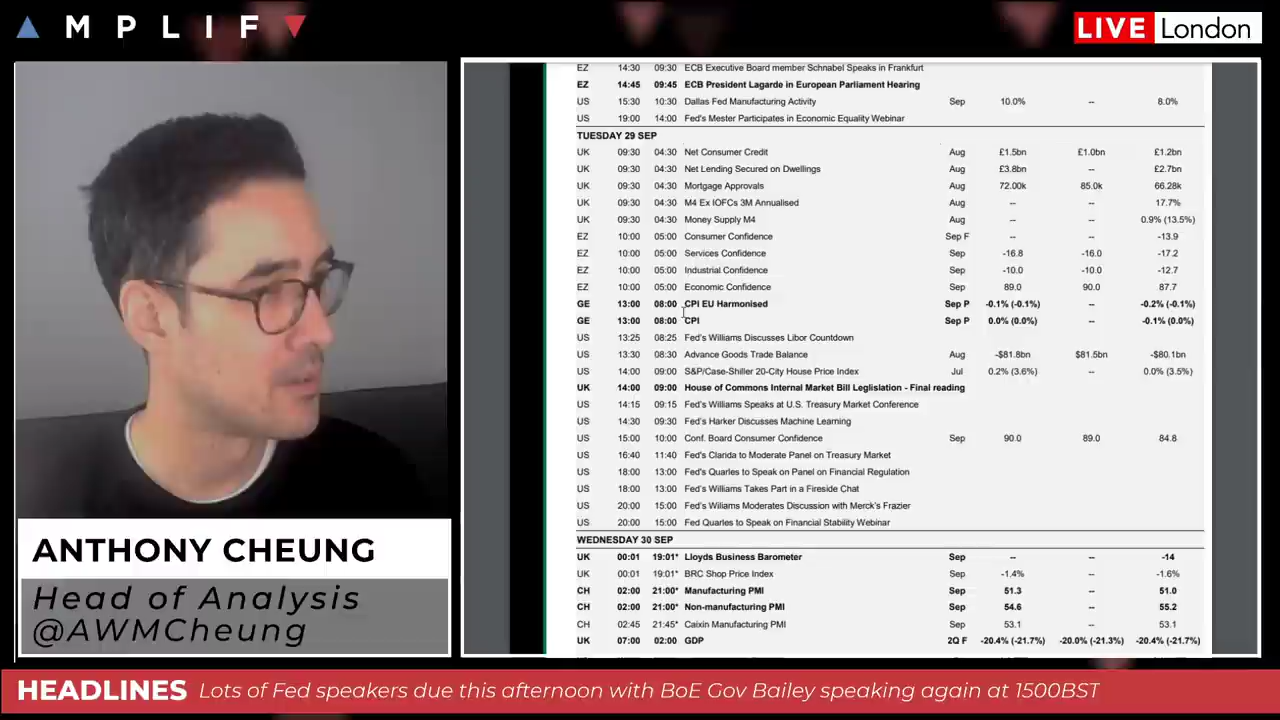 AMPLIFY
LIVE London
EZ 14:30 09:30 ECB Executive Board member Schnabel Speaks in Frankfurt
EZ 14:45 09:45 ECB President Lagarde in European Parliament Hearing
US 15:30 10:30 Dallas Fed Manufacturing Activity Sep 10.0% -- 8.0%
US 19:00 14:00 Fed's Mester Participates in Economic Equality Webinar
TUESDAY 29 SEP
UK 09:30 04:30 Net Consumer Credit Aug £1.5bn £1.0bn £1.2bn
UK 09:30 04:30 Net Lending Secured on Dwellings Aug £3.8bn -- £2.7bn
UK 09:30 04:30 Mortgage Approvals Aug 72.00k 85.0k 66.28k
UK 09:30 04:30 M4 Ex IOFCs 3M Annualised Aug -- -- 17.7%
UK 09:30 04:30 Money Supply M4 Aug -- -- 0.9% (13.5%)
EZ 10:00 05:00 Consumer Confidence Sep F -- -- -13.9
EZ 10:00 05:00 Services Confidence Sep -16.8 -16.0 -17.2
EZ 10:00 05:00 Industrial Confidence Sep -10.0 -10.0 -12.7
EZ 10:00 05:00 Economic Confidence Sep 89.0 90.0 87.7
GE 13:00 08:00 CPI EU Harmonised Sep P -0.1% (-0.1%) -- -0.2% (-0.1%)
GE 13:00 08:00 CPI Sep P 0.0% (0.0%) -- -0.1% (0.0%)
US 13:25 08:25 Fed's Williams Discusses Libor Countdown
US 13:30 08:30 Advance Goods Trade Balance Aug -$81.8bn $81.5bn -$80.1bn
US 14:00 09:00 S&P/Case-Shiller 20-City House Price Index Jul 0.2% (3.6%) 0.0% (3.5%)
UK 14:00 09:00 House of Commons Internal Market Bill Leglislation - Final reading
US 14:15 09:15 Fed's Williams Speaks at U.S. Treasury Market Conference
US 14:30 09:30 Fed's Harker Discusses Machine Learning
US 15:00 10:00 Conf. Board Consumer Confidence Sep 90.0 89.0 84.8
US 16:40 11:40 Fed's Clarida to Moderate Panel on Treasury Market
US 18:00 13:00 Fed's Quarles to Speak on Panel on Financial Regulation
US 18:00 13:00 Fed's Williams Takes Part in a Fireside Chat
US 20:00 15:00 Fed's Wiliams Moderates Discussion with Merck's Frazier
US 20:00 15:00 Fed Quarles to Speak on Financial Stability Webinar
WEDNESDAY 30 SEP
UK 00:01 19:01* Lloyds Business Barometer Sep -- -- -14
UK 00:01 19:01* BRC Shop Price Index Sep -1.4% -- -1.6%
CH 02:00 21:00* Manufacturing PMI Sep 51.3 -- 51.0
CH 02:00 21:00* Non-manufacturing PMI Sep 54.6 -- 55.2
CH 02:45 21:45* Caixin Manufacturing PMI Sep 53.1 -- 53.1
UK 07:00 02:00 GDP 2Q F -20.4% (-21.7%) -20.0% (-21.3%) -20.4% (-21.7%)
ANTHONY CHEUNG
Head of Analysis
@AWMCheung
HEADLINES Lots of Fed speakers due this afternoon with BoE Gov Bailey speaking again at 1500BST